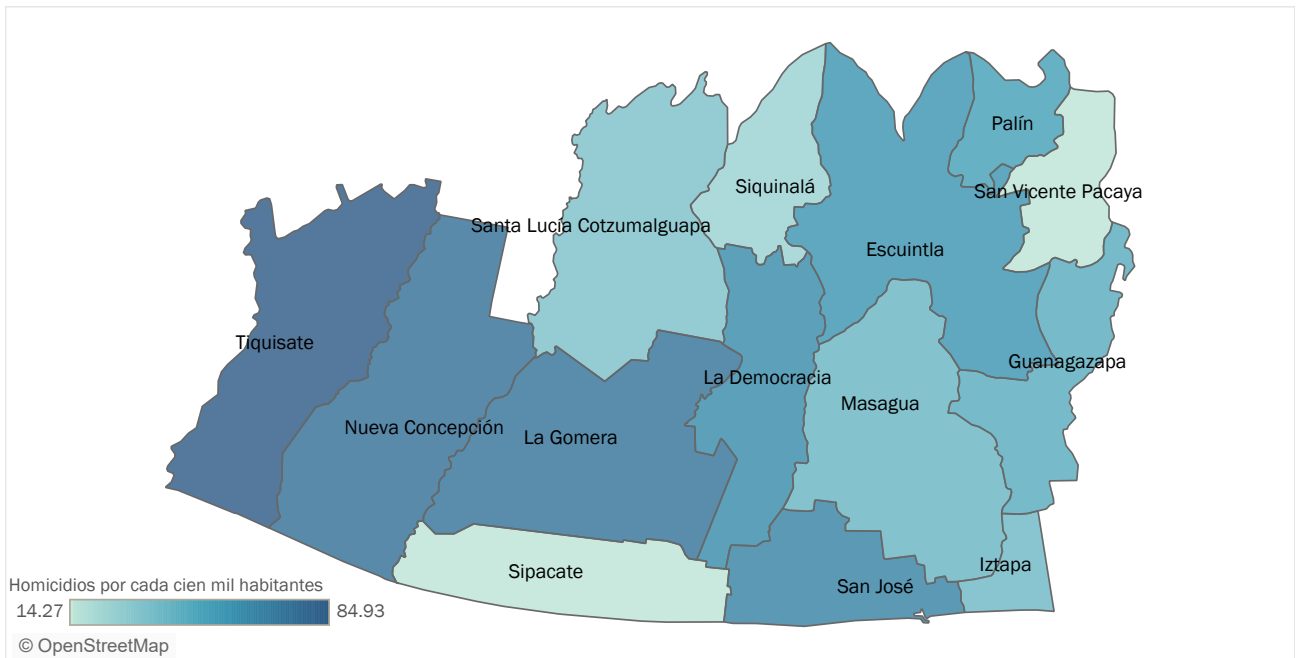 Palín
Siquinalá
San Vicente Pacaya
Santa Lucía Cotzumalguapa
Escuintla
Tiquisate
Guanagazapa
La Democracia
Masagua
Nueva Concepción
La Gomera
Iztapa
Sipacate
San José
Homicidios por cada cien mil habitantes
14.27 84.93
© OpenStreetMap